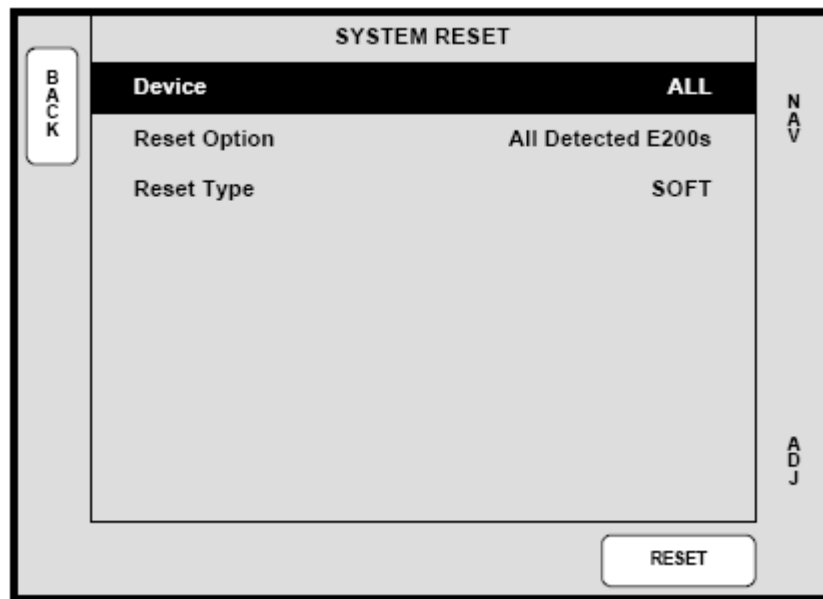 SYSTEM RESET
BACK
Device ALL
NAV
Reset Option All Detected E200s
Reset Type SOFT
ADJ
RESET